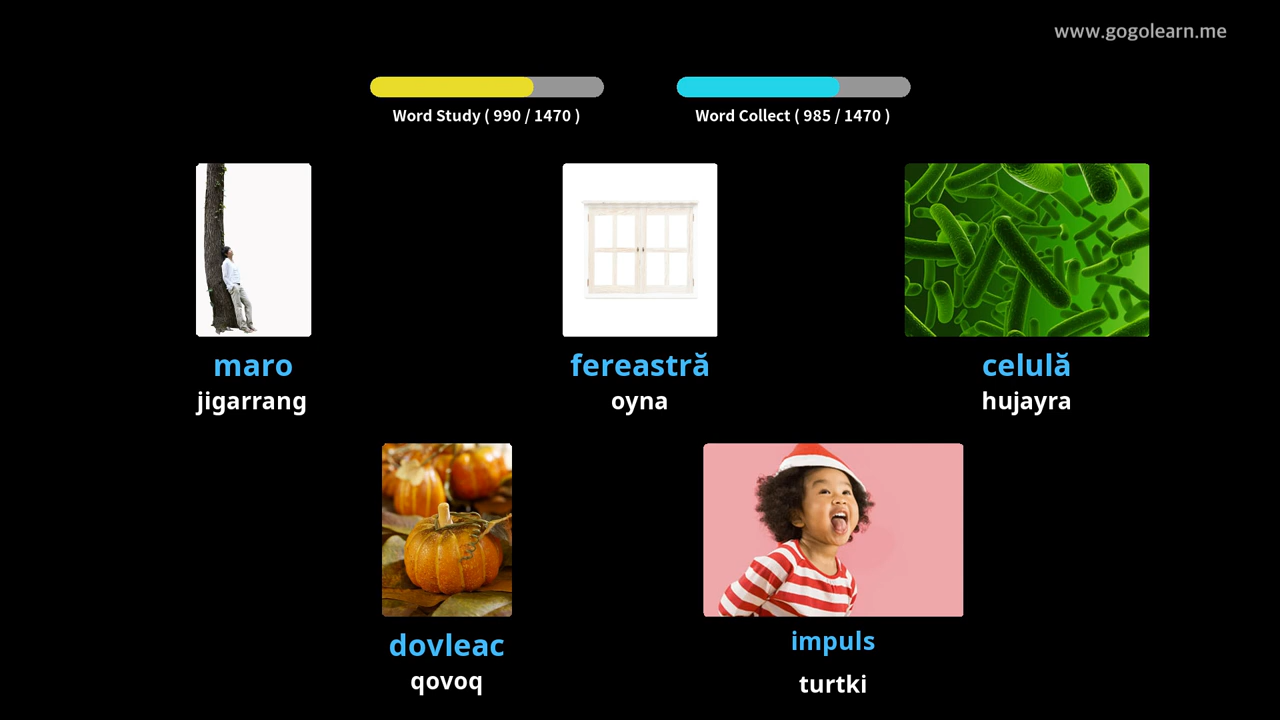 www.gogolearn.me
Word Study ( 990 / 1470 )
Word Collect ( 985 / 1470 )
maro
jigarrang
fereastră
oyna
celulă
hujayra
dovleac
qovoq
impuls
turtki